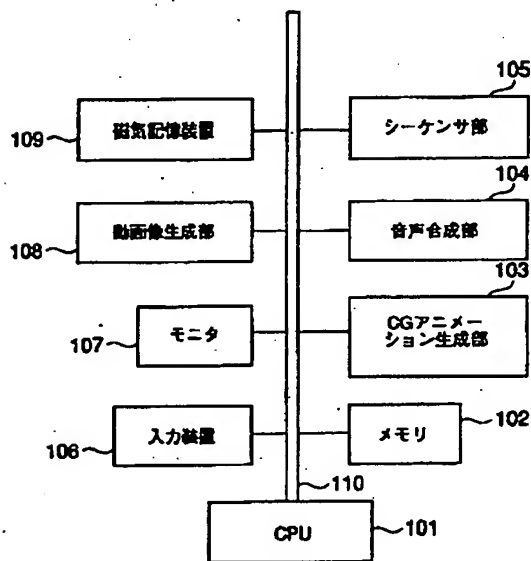 105
シーケンサ部
磁気記憶装置
109
104
音声合成部
動画像生成部
108
103
CGアニメー
ション生成部
モニタ
107
102
メモリ
入力装置
106
110
CPU
101